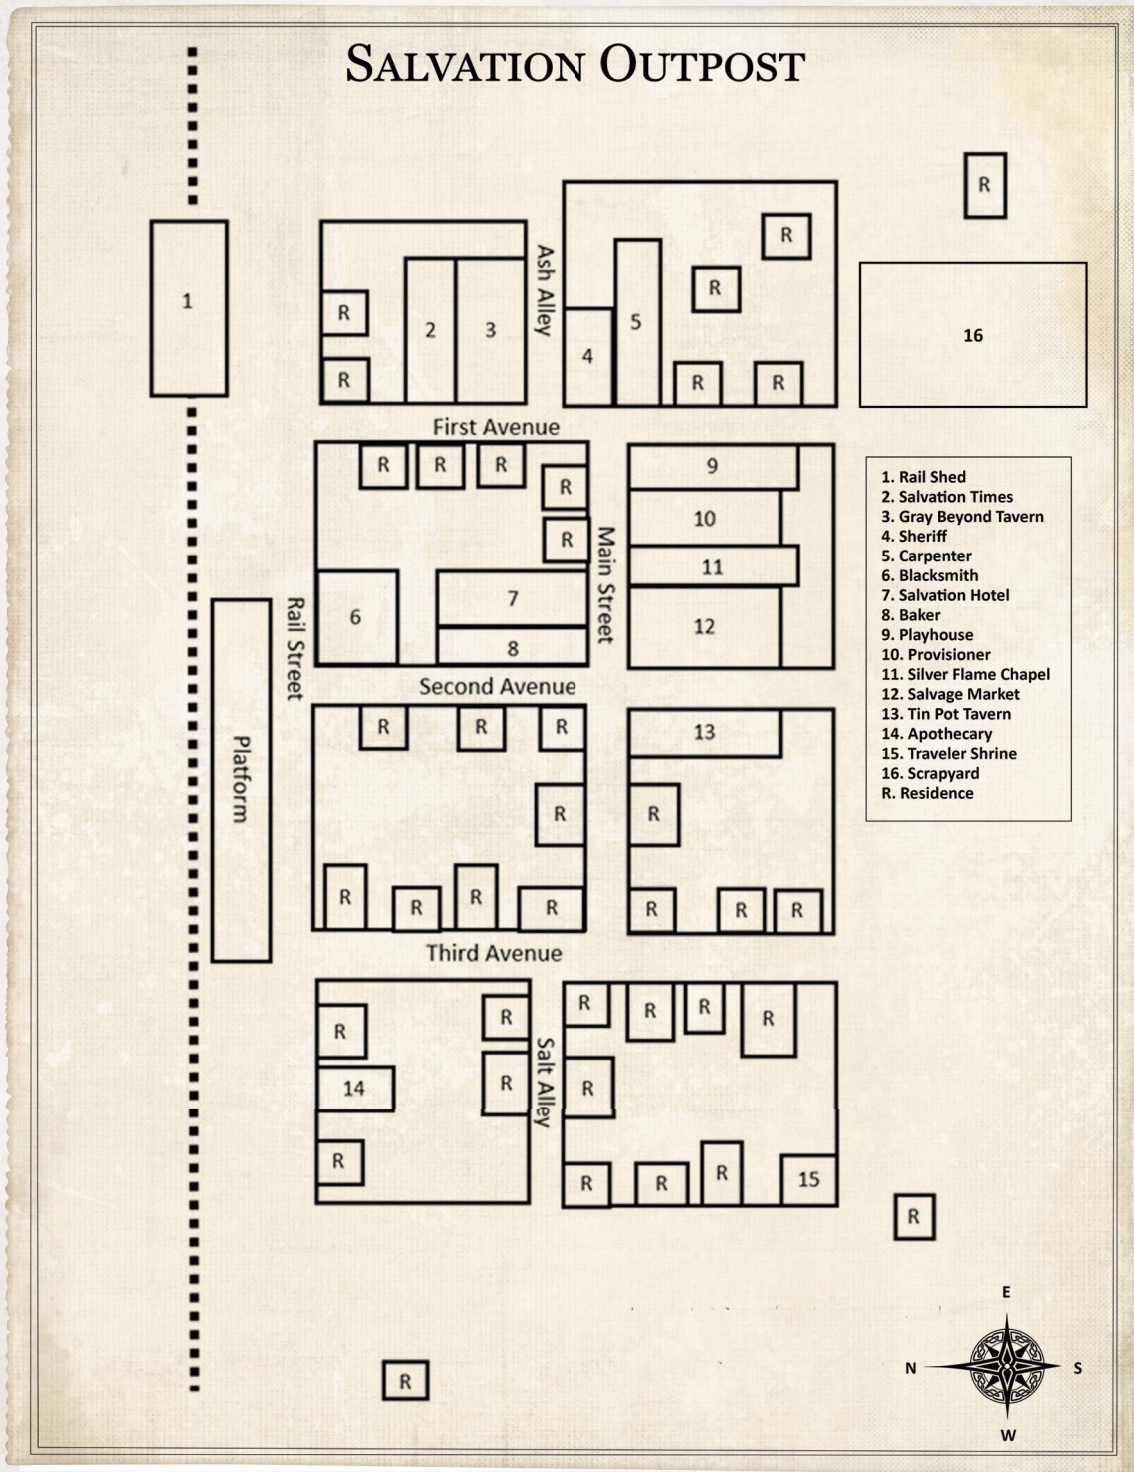 SALVATION OUTPOST
R
R
1
Ash Alley
R
R
R
2
3
5
16
4
R
R
R
First Avenue
R
R
R
R
9
10
R
Main Street
11
6
7
12
8
Rail Street
Second Avenue
R
R
R
13
Platform
R
R
R
R
R
R
R
R
R
Third Avenue
R
R
R
R
R
R
14
R
Salt Alley
R
R
R
R
R
15
R
R
1. Rail Shed
2. Salvation Times
3. Gray Beyond Tavern
4. Sheriff
5. Carpenter
6. Blacksmith
7. Salvation Hotel
8. Baker
9. Playhouse
10. Provisioner
11. Silver Flame Chapel
12. Salvage Market
13. Tin Pot Tavern
14. Apothecary
15. Traveler Shrine
16. Scrapyard
R. Residence
E
N
S
W
R